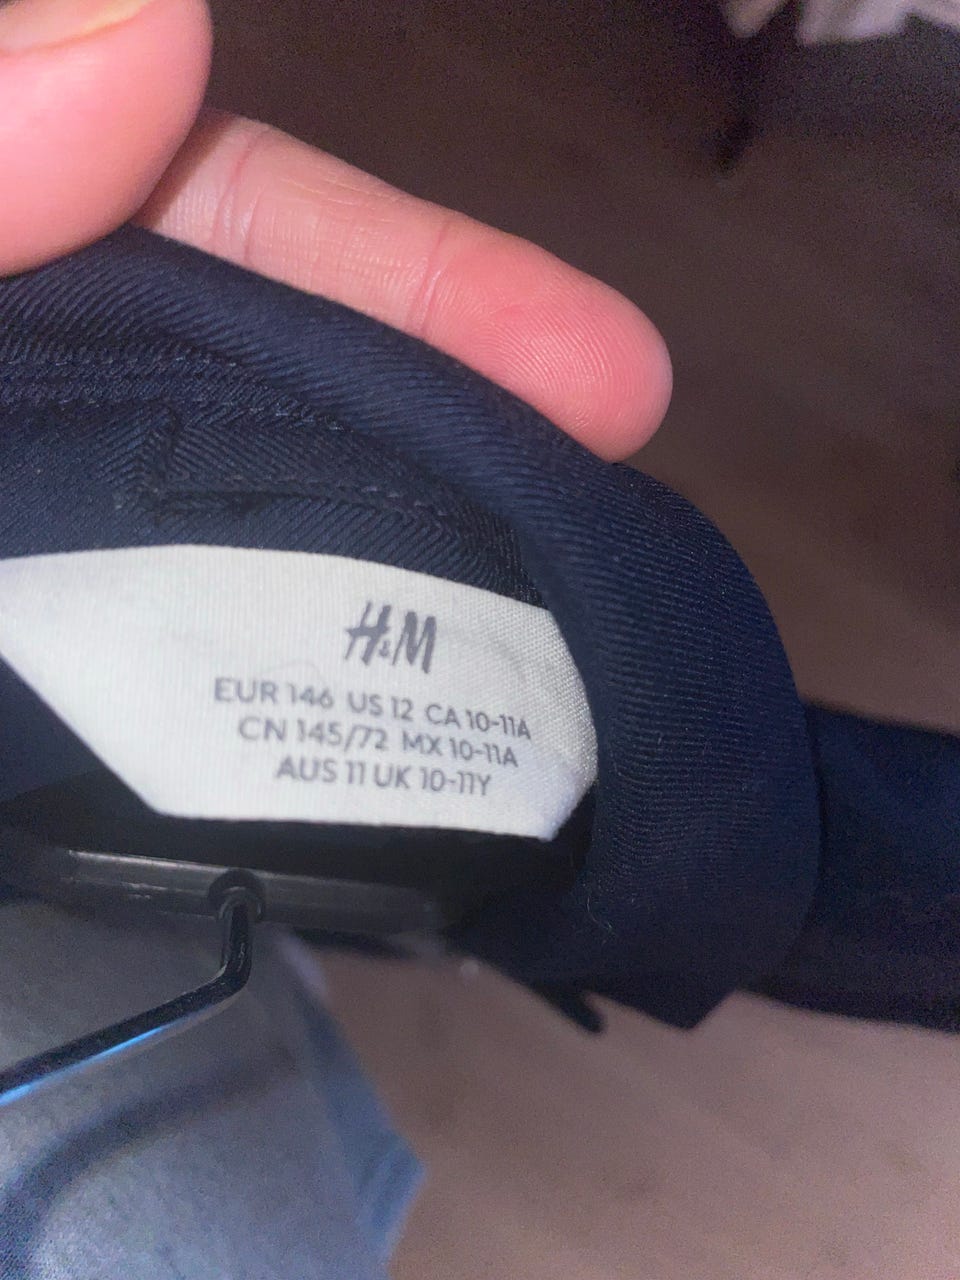 H&M
EUR 146 US 12 CA 10-11A
CN 145/72 MX 10-11A
AUS 11 UK 10-11Y